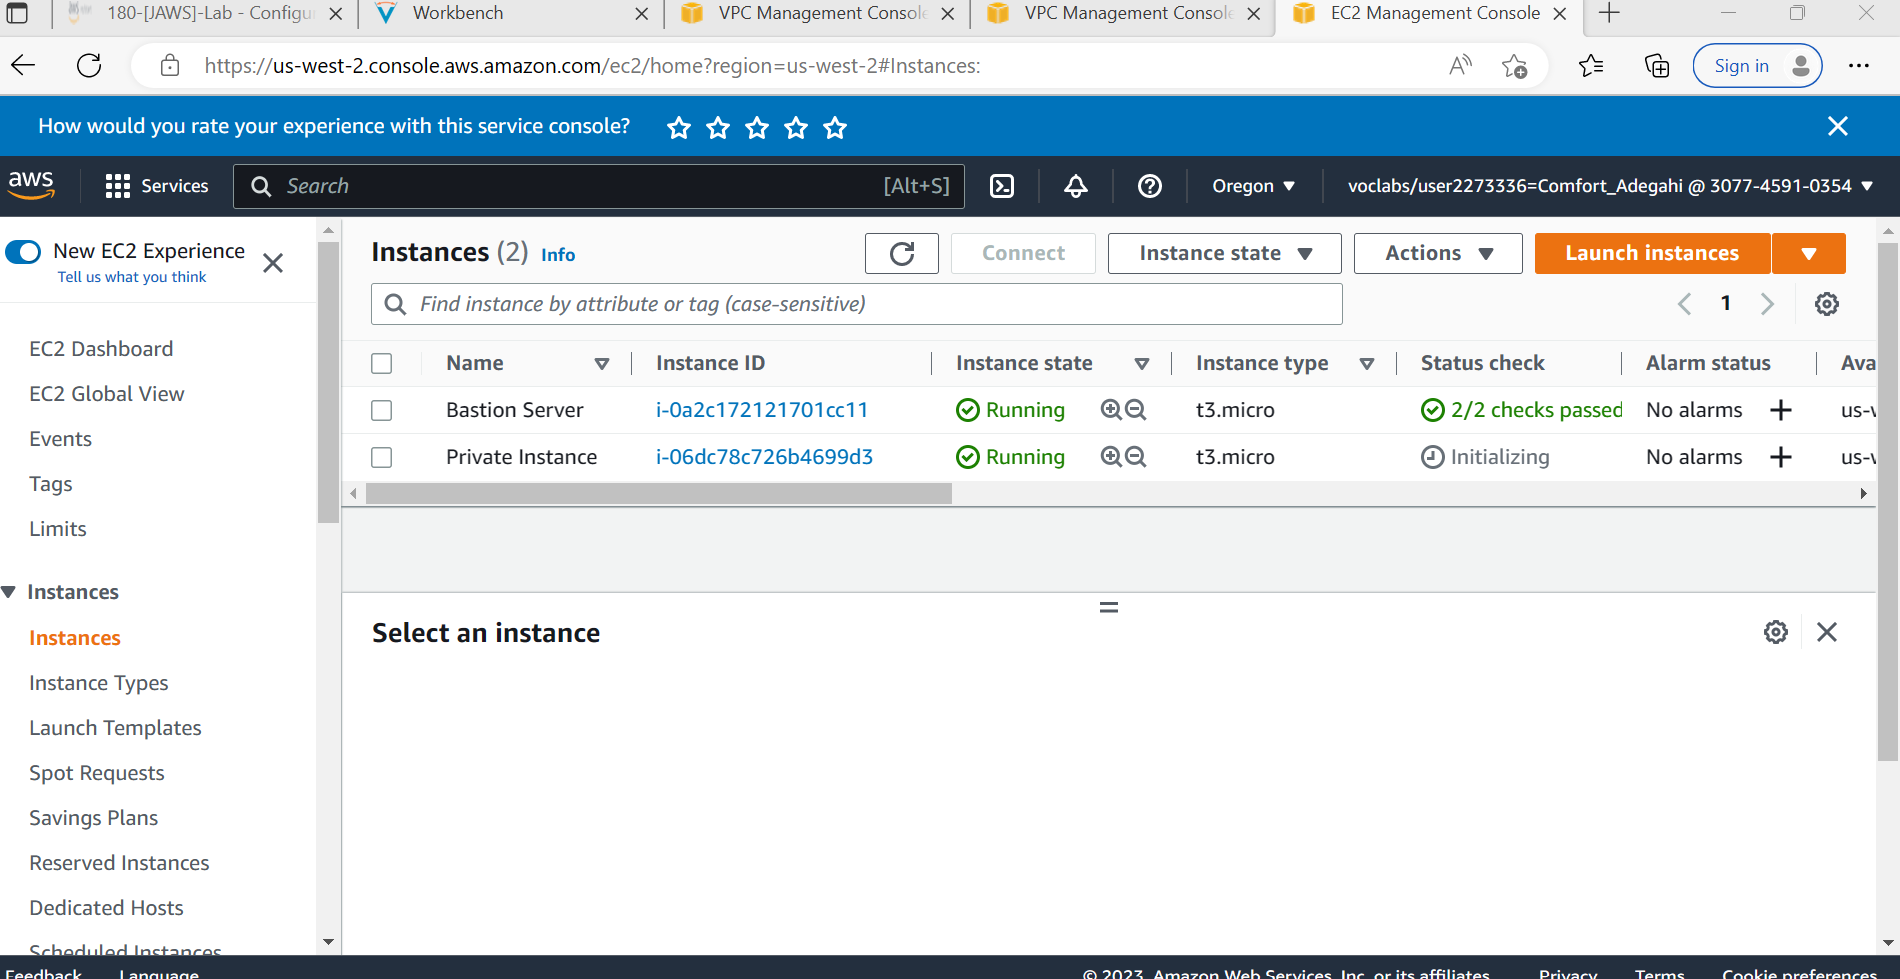 180-[JAWS]-Lab - Configu
Workbench
VPC Management Console
VPC Management Console
EC2 Management Console
https://us-west-2.console.aws.amazon.com/ec2/home?region=us-west-2#Instances:
Sign in
How would you rate your experience with this service console?
aws
Services
Search
[Alt+S]
Oregon
voclabs/user2273336=Comfort_Adegahi @ 3077-4591-0354
New EC2 Experience
Tell us what you think
EC2 Dashboard
EC2 Global View
Events
Tags
Limits
Instances
Instances
Instance Types
Launch Templates
Spot Requests
Savings Plans
Reserved Instances
Dedicated Hosts
Scheduled Instances
Instances (2) Info
Connect
Instance state
Actions
Launch instances
Find instance by attribute or tag (case-sensitive)
1
Name Instance ID Instance state Instance type Status check Alarm status Ava
Bastion Server i-0a2c172121701cc11 Running t3.micro 2/2 checks passed No alarms us-w
Private Instance i-06dc78c726b4699d3 Running t3.micro Initializing No alarms us-w
Select an instance
Feedback Language © 2023, Amazon Web Services, Inc. or its affiliates. Privacy Terms Cookie preferences